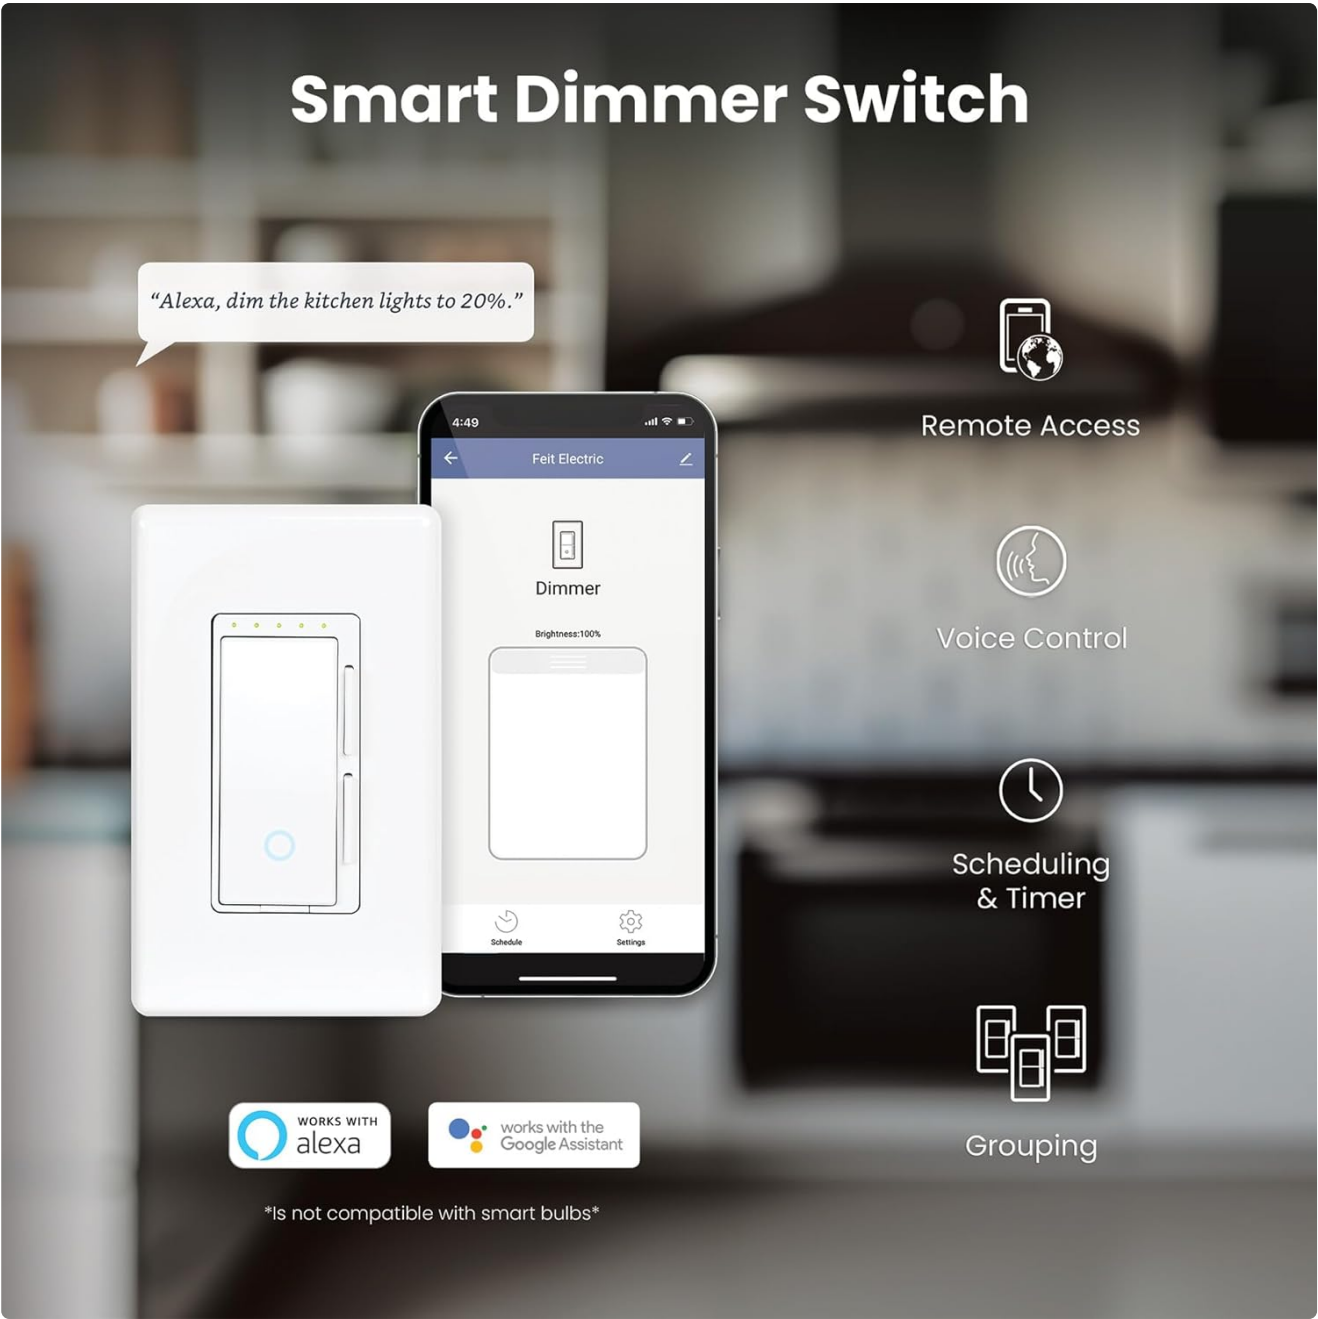 Smart Dimmer Switch
“Alexa, dim the kitchen lights to 20%.”
4:49
Feit Electric
Dimmer
Brightness:100%
Schedule
Settings
Remote Access
Voice Control
Scheduling
& Timer
Grouping
WORKS WITH
alexa
works with the
Google Assistant
*Is not compatible with smart bulbs*